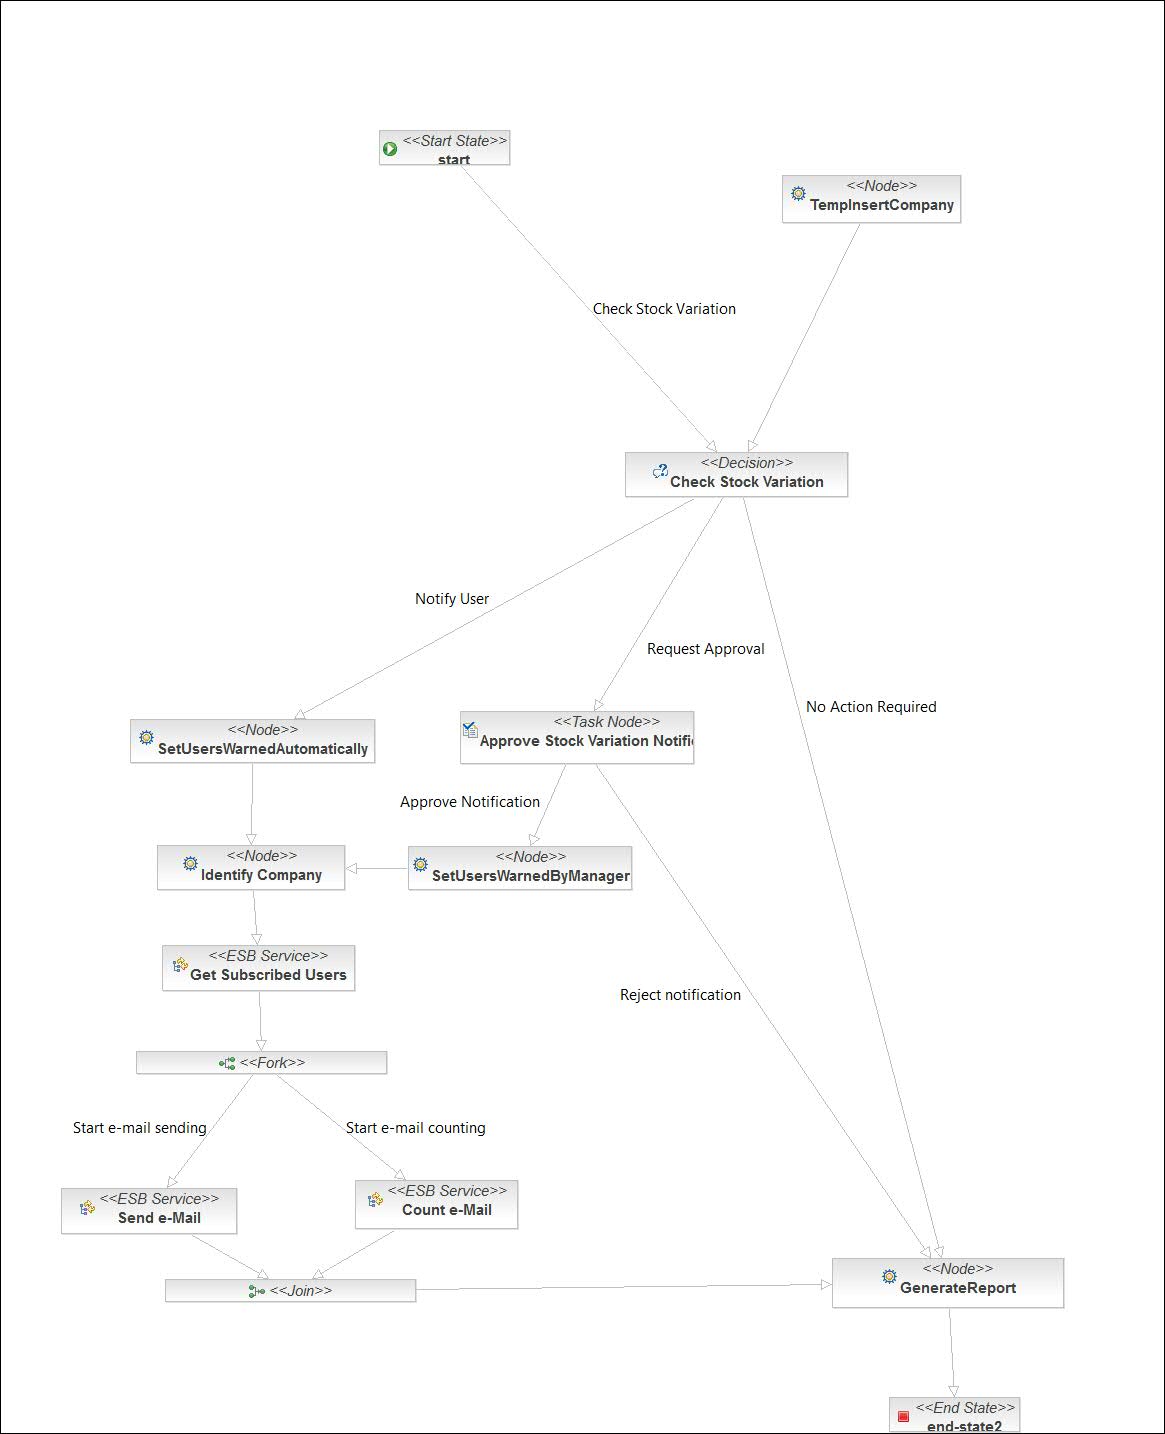 <<Start State>>
start
<<Node>>
TempInsertCompany
Check Stock Variation
<<Decision>>
Check Stock Variation
Notify User
Request Approval
No Action Required
<<Node>>
SetUsersWarnedAutomatically
<<Task Node>>
Approve Stock Variation Notifi
Approve Notification
<<Node>>
Identify Company
<<Node>>
SetUsersWarnedByManager
<<ESB Service>>
Get Subscribed Users
Reject notification
<<Fork>>
Start e-mail sending
Start e-mail counting
<<ESB Service>>
Send e-Mail
<<ESB Service>>
Count e-Mail
<<Join>>
<<Node>>
GenerateReport
<<End State>>
end-state2